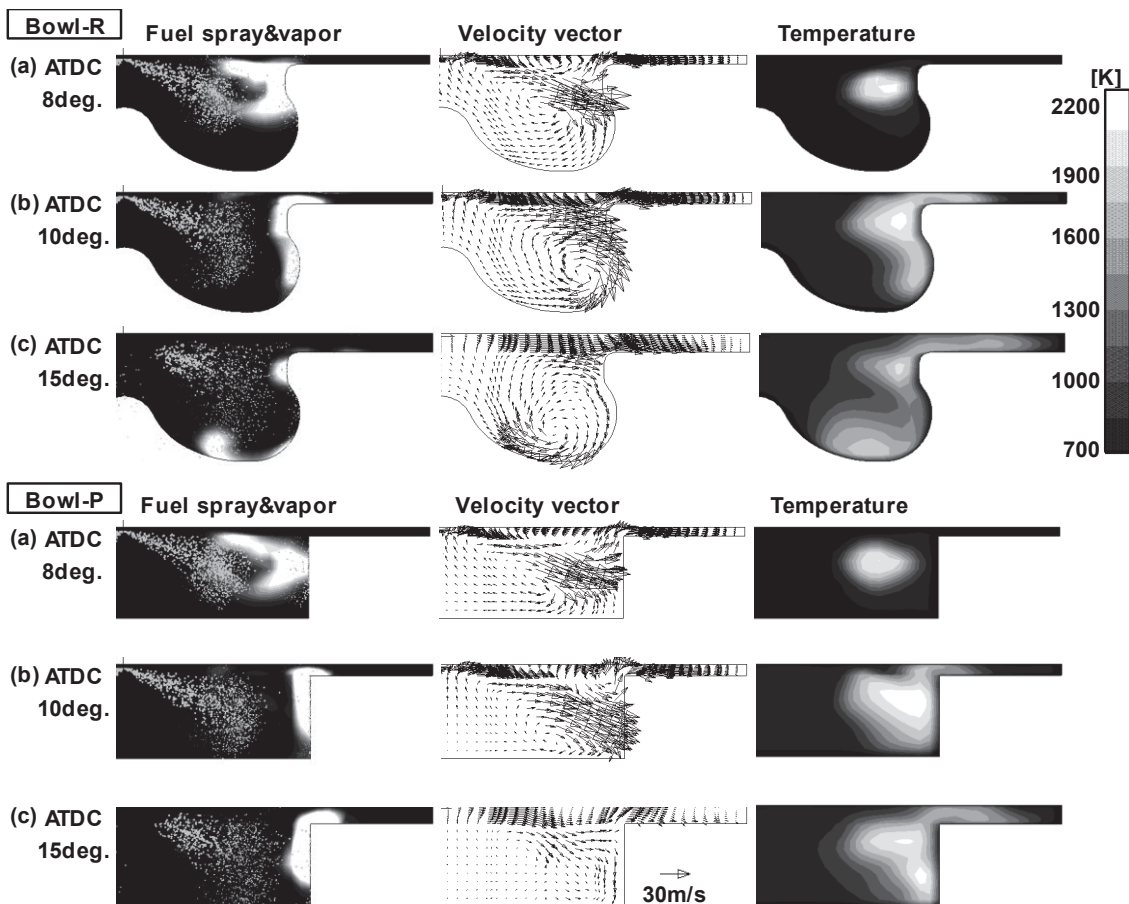 Bowl-R
Fuel spray&vapor Velocity vector Temperature
(a) ATDC
8deg.
[K]
2200
1900
(b) ATDC
10deg.
1600
1300
(c) ATDC
15deg.
1000
700
Bowl-P
Fuel spray&vapor Velocity vector Temperature
(a) ATDC
8deg.
(b) ATDC
10deg.
(c) ATDC
15deg.
30m/s